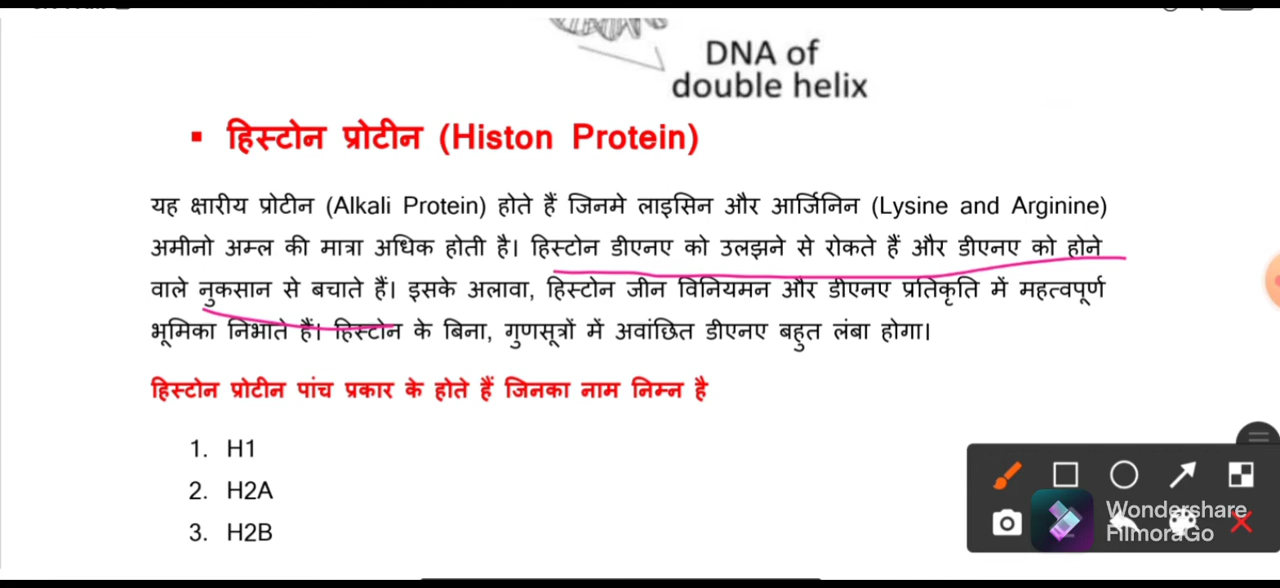 DNA of
double helix
▪ हिस्टोन प्रोटीन (Histon Protein)
यह क्षारीय प्रोटीन (Alkali Protein) होते हैं जिनमे लाइसिन और आर्जिनिन (Lysine and Arginine)
अमीनो अम्ल की मात्रा अधिक होती है। हिस्टोन डीएनए को उलझने से रोकते हैं और डीएनए को होने
वाले नुकसान से बचाते हैं। इसके अलावा, हिस्टोन जीन विनियमन और डीएनए प्रतिकृति में महत्वपूर्ण
भूमिका निभाते हैं। हिस्टोन के बिना, गुणसूत्रों में अवांछित डीएनए बहुत लंबा होगा।
हिस्टोन प्रोटीन पांच प्रकार के होते हैं जिनका नाम निम्न है
1. H1
2. H2A
3. H2B
Wondershare
FilmoraGo